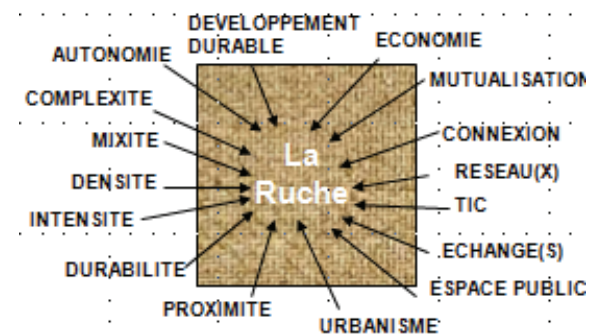 DEVELOPPEMENT
DURABLE
ECONOMIE
AUTONOMIE
MUTUALISATION
COMPLEXITE
MIXITE
CONNEXION
La
Ruche
RESEAU(X)
DENSITE
TIC
INTENSITE
ECHANGE(S)
DURABILITE
ESPACE PUBLIC
PROXIMITE
URBANISME